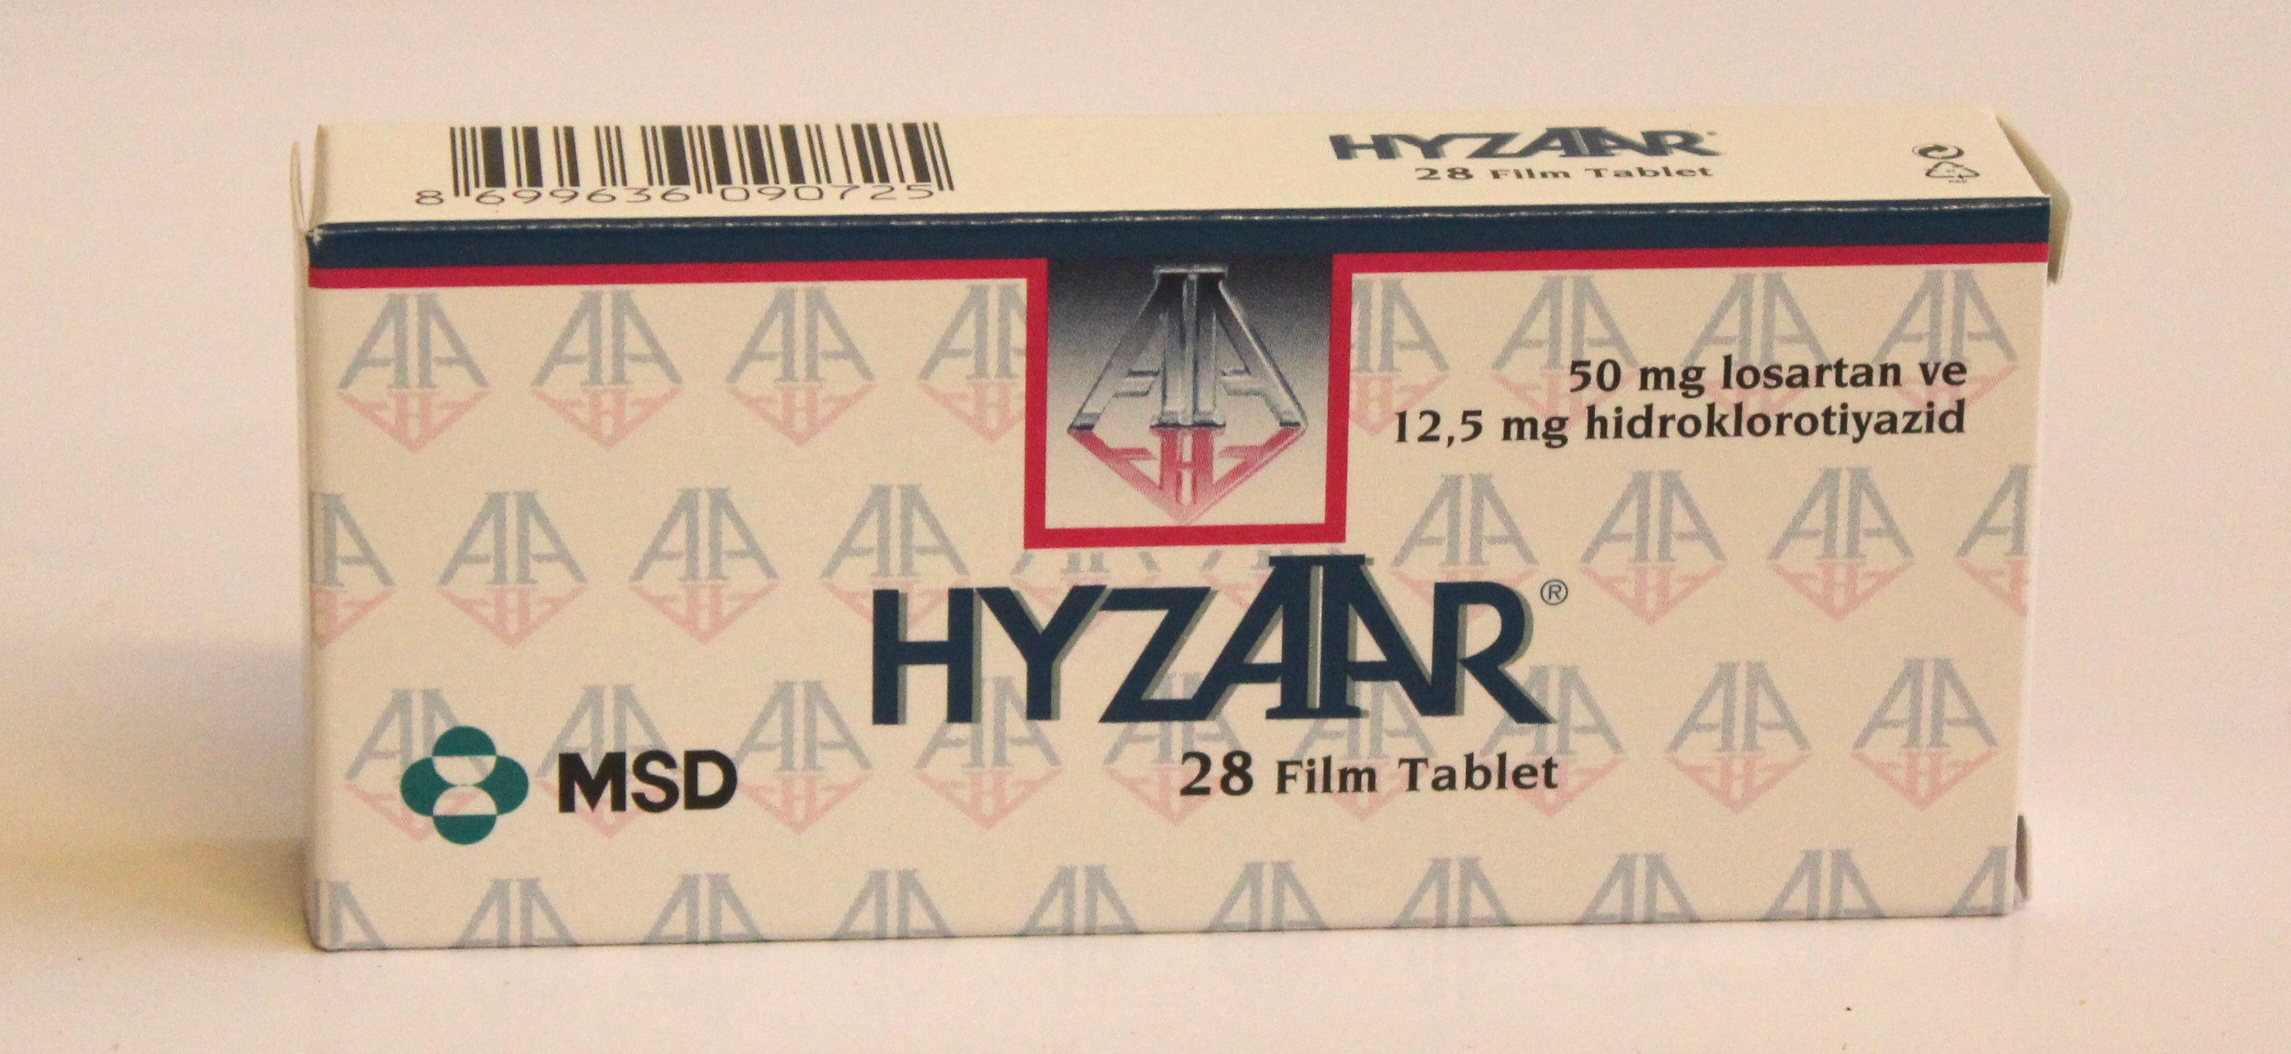 8 699636 090725
HYZAAR
28 Film Tablet
50 mg losartan ve
12,5 mg hidroklorotiyazid
HYZAAR®
28 Film Tablet
MSD